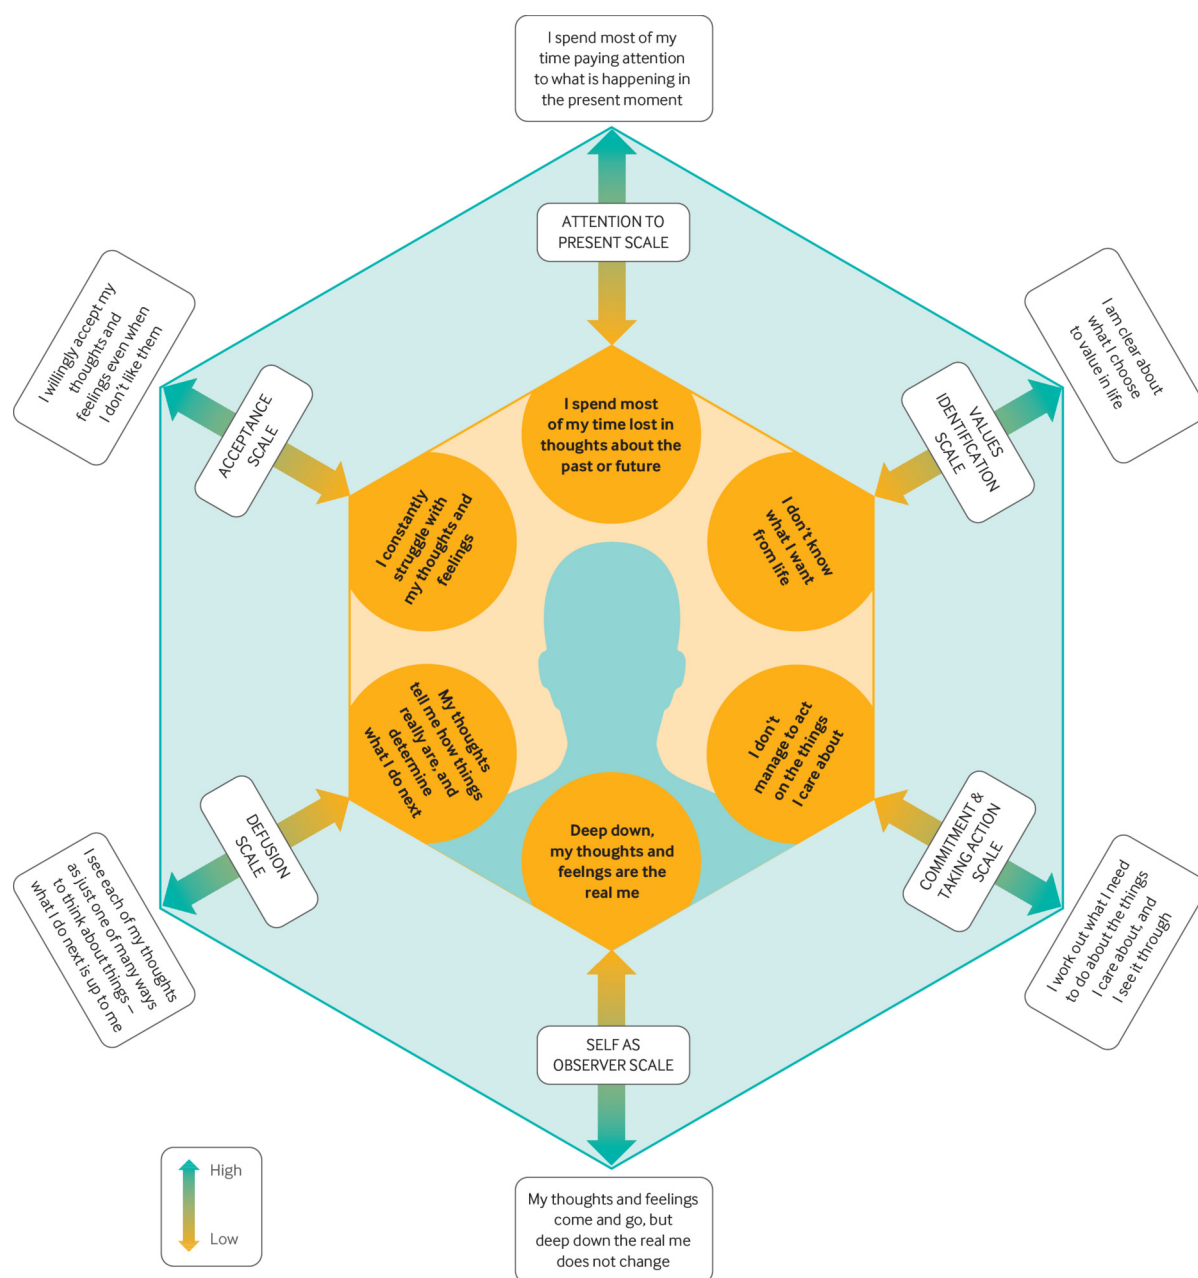 I spend most of my
time paying attention
to what is happening in
the present moment
ATTENTION TO
PRESENT SCALE
I willingly accept my
thoughts and
feelings even when
I don't like them
ACCEPTANCE
SCALE
I am clear about
what I choose
to value in life
VALUES
IDENTIFICATION
SCALE
I spend most
of my time lost in
thoughts about the
past or future
I constantly
struggle with
my thoughts and
feelings
I don't know
what I want
from life
My thoughts
tell me how things
really are, and
determine
what I do next
I don't
manage to act
on the things
I care about
Deep down,
my thoughts and
feelngs are the
real me
DEFUSION
SCALE
I see each of my thoughts
as just one of many ways
to think about things –
what I do next is up to me
COMMITMENT &
TAKING ACTION
SCALE
I work out what I need
to do about the things
I care about, and
I see it through
SELF AS
OBSERVER SCALE
My thoughts and feelings
come and go, but
deep down the real me
does not change
High
Low